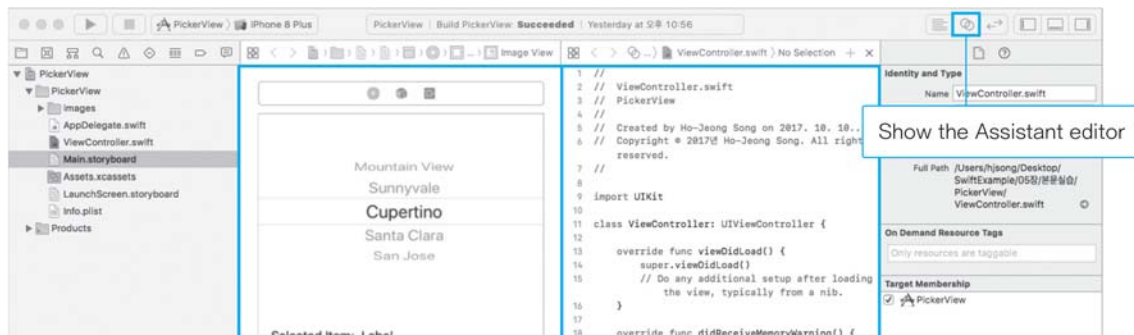 PickerView
iPhone 8 Plus
PickerView | Build PickerView: Succeeded | Yesterday at 오후 10:56
Image View
ViewController.swift
No Selection
PickerView
PickerView
images
AppDelegate.swift
ViewController.swift
Main.storyboard
Assets.xcassets
LaunchScreen.storyboard
Info.plist
Products
Mountain View
Sunnyvale
Cupertino
Santa Clara
San Jose
1 //
2 // ViewController.swift
3 // PickerView
4 //
5 // Created by Ho-Jeong Song on 2017. 10. 10..
6 // Copyright © 2017년 Ho-Jeong Song. All right
reserved.
7 //
8
9 import UIKit
10
11 class ViewController: UIViewController {
12
13 override func viewDidLoad() {
14 super.viewDidLoad()
15 // Do any additional setup after loading
the view, typically from a nib.
16 }
17
18 override func didReceiveMemoryWarning() {
Identity and Type
Name ViewController.swift
Show the Assistant editor
Full Path /Users/hjsong/Desktop/
SwiftExample/05장/본문실습/
PickerView/
ViewController.swift
On Demand Resource Tags
Only resources are taggable
Target Membership
PickerView